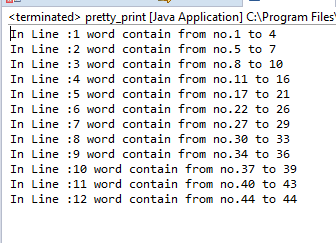 <terminated> pretty_print [Java Application] C:\Program Files\
In Line :1 word contain from no.1 to 4
In Line :2 word contain from no.5 to 7
In Line :3 word contain from no.8 to 10
In Line :4 word contain from no.11 to 16
In Line :5 word contain from no.17 to 21
In Line :6 word contain from no.22 to 26
In Line :7 word contain from no.27 to 29
In Line :8 word contain from no.30 to 33
In Line :9 word contain from no.34 to 36
In Line :10 word contain from no.37 to 39
In Line :11 word contain from no.40 to 43
In Line :12 word contain from no.44 to 44